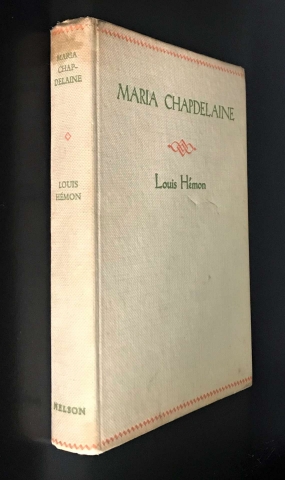 MARIA
CHAP-
DELAINE
LOUIS
HÉMON
NELSON
MARIA CHAPDELAINE
Louis Hémon